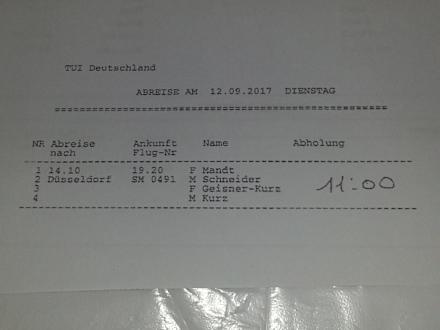 TUI Deutschland
ABREISE AM 12.09.2017 DIENSTAG
==================================================
NR Abreise Ankunft Name Abholung
nach Flug-Nr
1 14.10 19.20 F Mandt
2 Düsseldorf SM 0491 M Schneider 11:00
3 F Geisner-Kurz
4 M Kurz